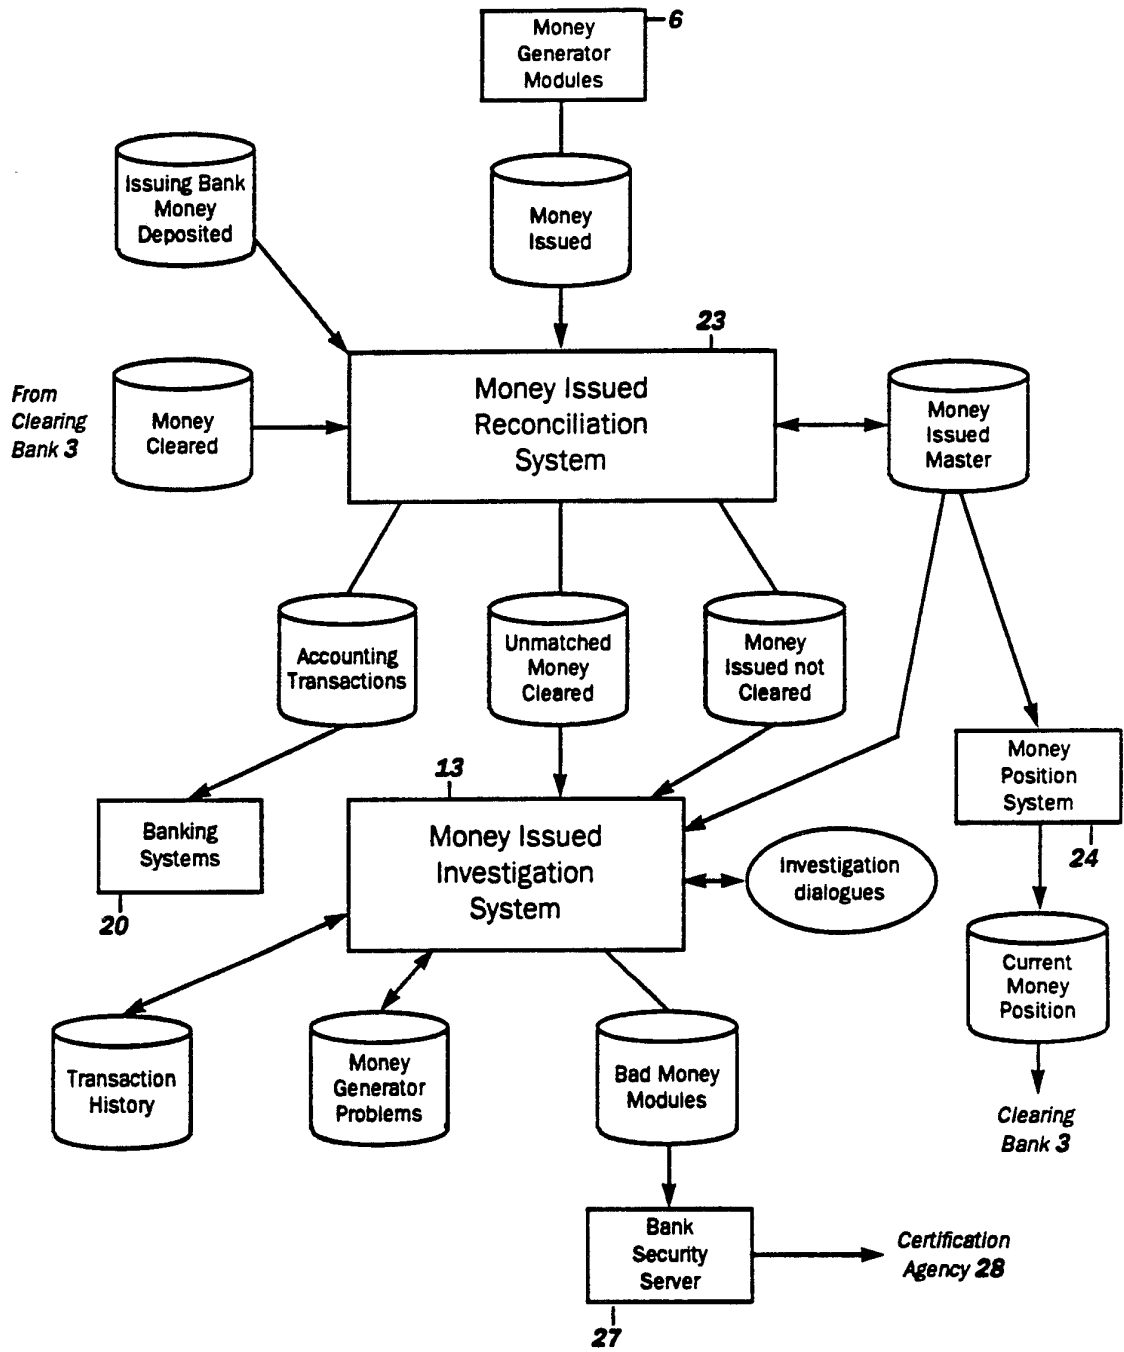 Money
Generator
Modules
6
Issuing Bank
Money
Deposited
Money
Issued
23
From
Clearing
Bank 3
Money
Cleared
Money Issued
Reconciliation
System
Money
Issued
Master
Accounting
Transactions
Unmatched
Money
Cleared
Money
Issued not
Cleared
13
Banking
Systems
20
Money Issued
Investigation
System
Investigation
dialogues
Money
Position
System
24
Transaction
History
Money
Generator
Problems
Bad Money
Modules
Current
Money
Position
Clearing
Bank 3
Bank
Security
Server
27
Certification
Agency 28